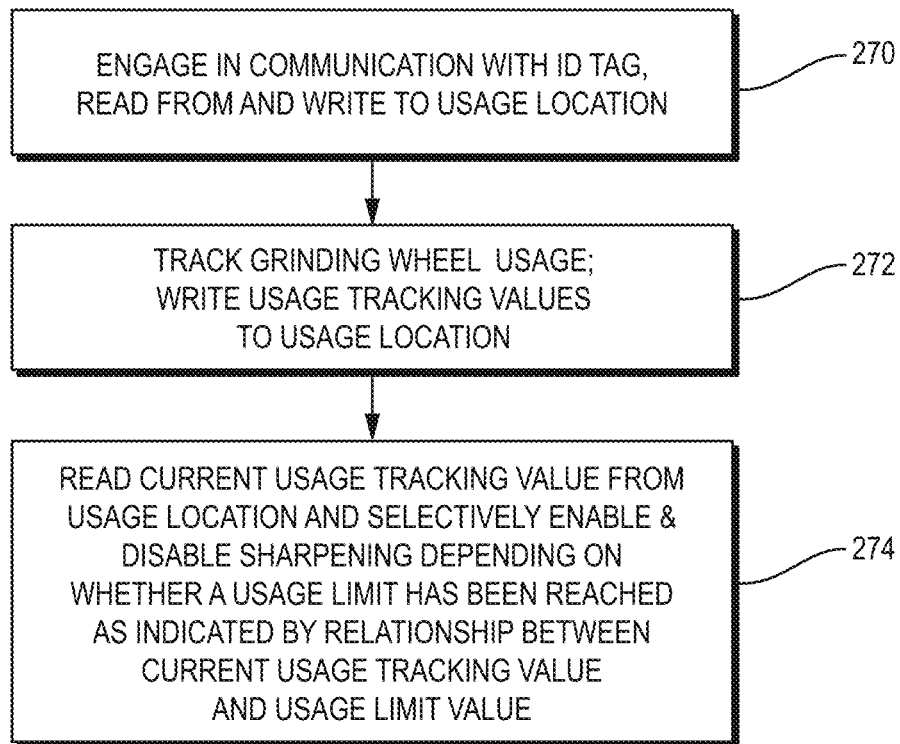 ENGAGE IN COMMUNICATION WITH ID TAG,
READ FROM AND WRITE TO USAGE LOCATION
270
TRACK GRINDING WHEEL USAGE;
WRITE USAGE TRACKING VALUES
TO USAGE LOCATION
272
READ CURRENT USAGE TRACKING VALUE FROM
USAGE LOCATION AND SELECTIVELY ENABLE &
DISABLE SHARPENING DEPENDING ON
WHETHER A USAGE LIMIT HAS BEEN REACHED
AS INDICATED BY RELATIONSHIP BETWEEN
CURRENT USAGE TRACKING VALUE
AND USAGE LIMIT VALUE
274